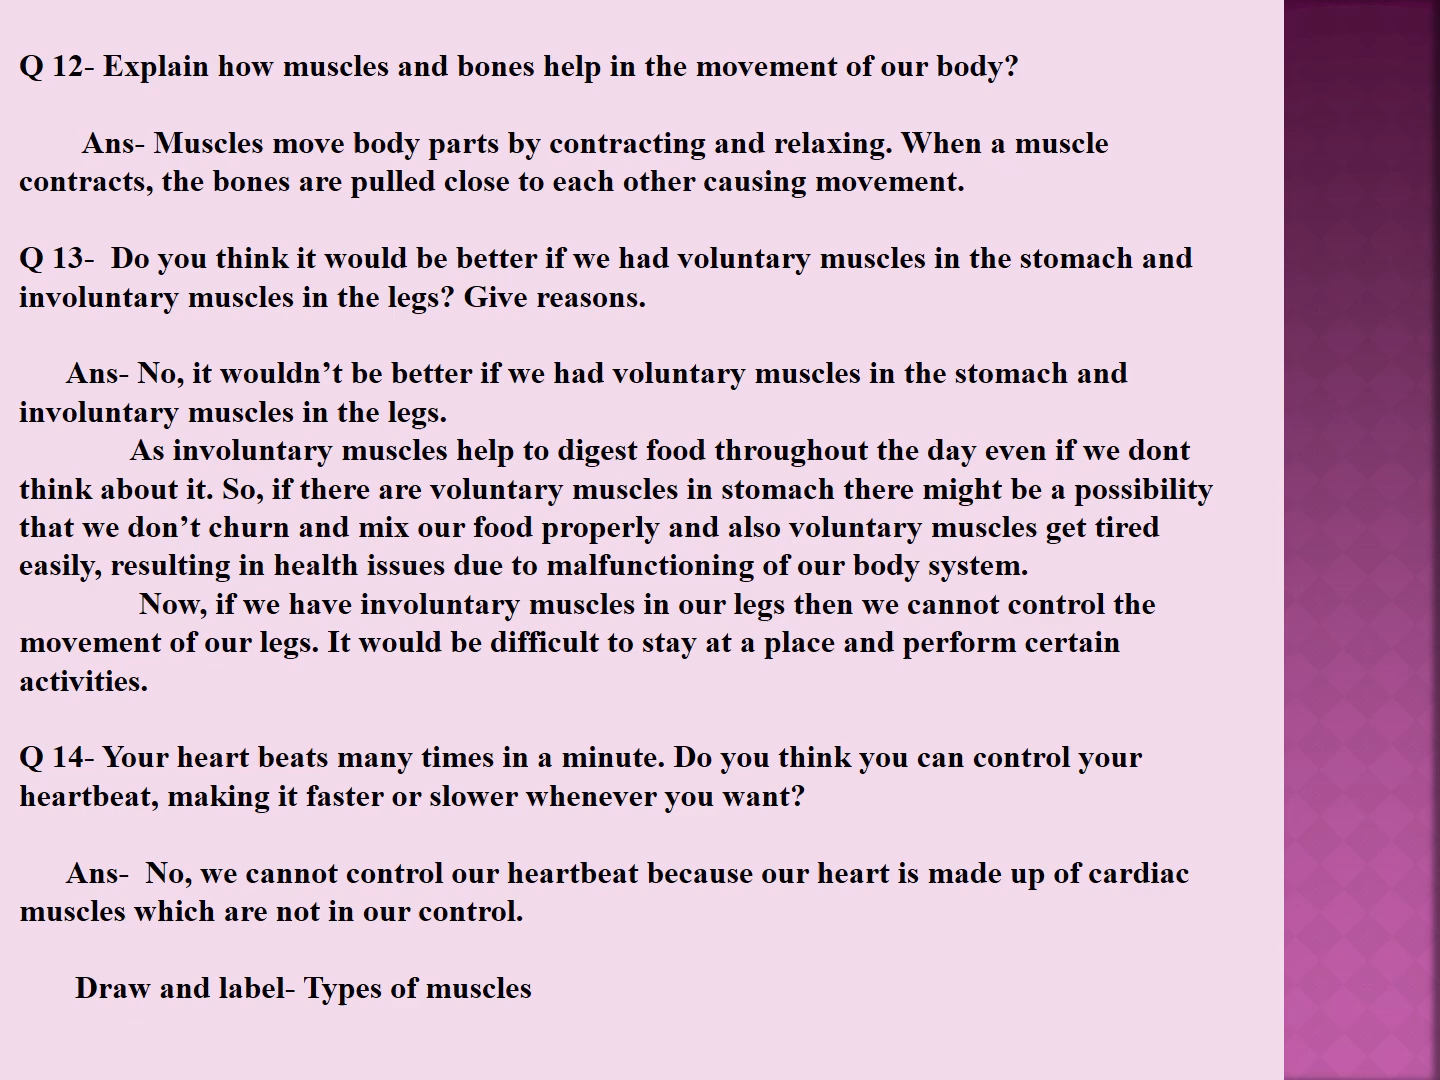 Q 12- Explain how muscles and bones help in the movement of our body?
Ans- Muscles move body parts by contracting and relaxing. When a muscle
contracts, the bones are pulled close to each other causing movement.
Q 13-  Do you think it would be better if we had voluntary muscles in the stomach and
involuntary muscles in the legs? Give reasons.
Ans- No, it wouldn’t be better if we had voluntary muscles in the stomach and
involuntary muscles in the legs.
As involuntary muscles help to digest food throughout the day even if we dont
think about it. So, if there are voluntary muscles in stomach there might be a possibility
that we don’t churn and mix our food properly and also voluntary muscles get tired
easily, resulting in health issues due to malfunctioning of our body system.
Now, if we have involuntary muscles in our legs then we cannot control the
movement of our legs. It would be difficult to stay at a place and perform certain
activities.
Q 14- Your heart beats many times in a minute. Do you think you can control your
heartbeat, making it faster or slower whenever you want?
Ans-  No, we cannot control our heartbeat because our heart is made up of cardiac
muscles which are not in our control.
Draw and label- Types of muscles